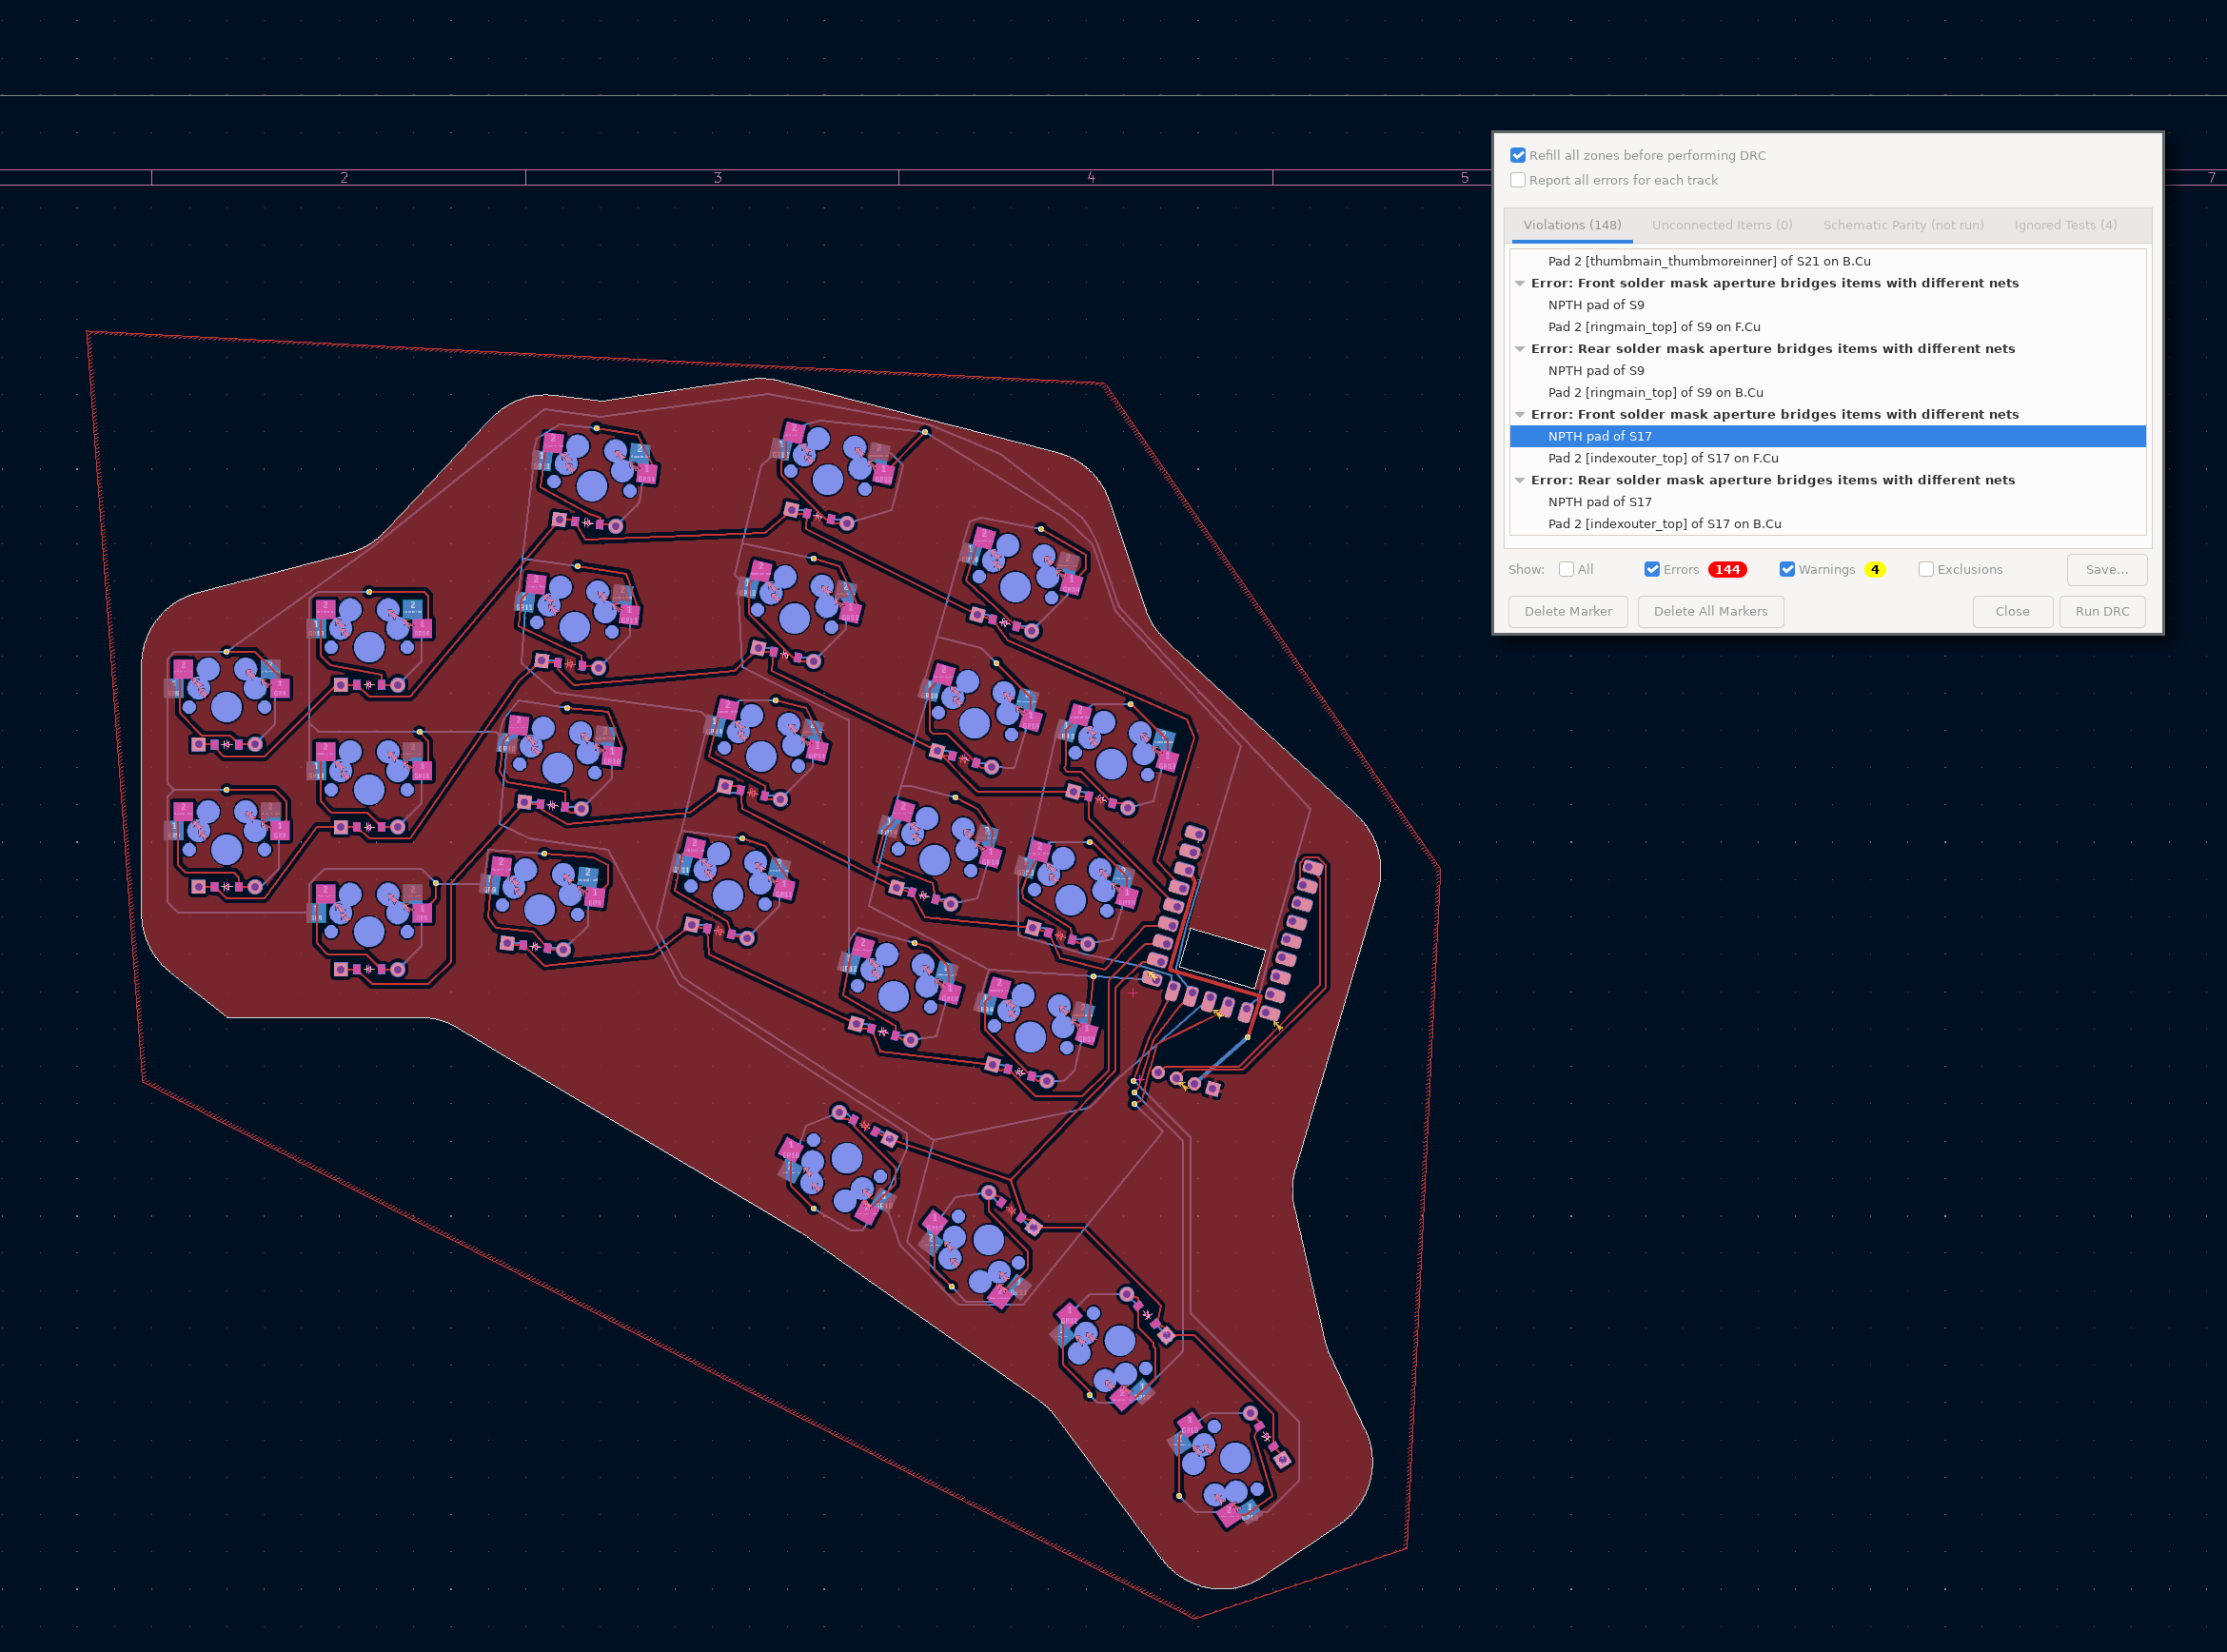 2
3
4
5
7
Refill all zones before performing DRC
Report all errors for each track
Violations (148)
Unconnected Items (0)
Schematic Parity (not run)
Ignored Tests (4)
Pad 2 [thumbmain_thumbmoreinner] of S21 on B.Cu
Error: Front solder mask aperture bridges items with different nets
NPTH pad of S9
Pad 2 [ringmain_top] of S9 on F.Cu
Error: Rear solder mask aperture bridges items with different nets
NPTH pad of S9
Pad 2 [ringmain_top] of S9 on B.Cu
Error: Front solder mask aperture bridges items with different nets
NPTH pad of S17
Pad 2 [indexouter_top] of S17 on F.Cu
Error: Rear solder mask aperture bridges items with different nets
NPTH pad of S17
Pad 2 [indexouter_top] of S17 on B.Cu
Show:
All
Errors
144
Warnings
4
Exclusions
Save...
Delete Marker
Delete All Markers
Close
Run DRC